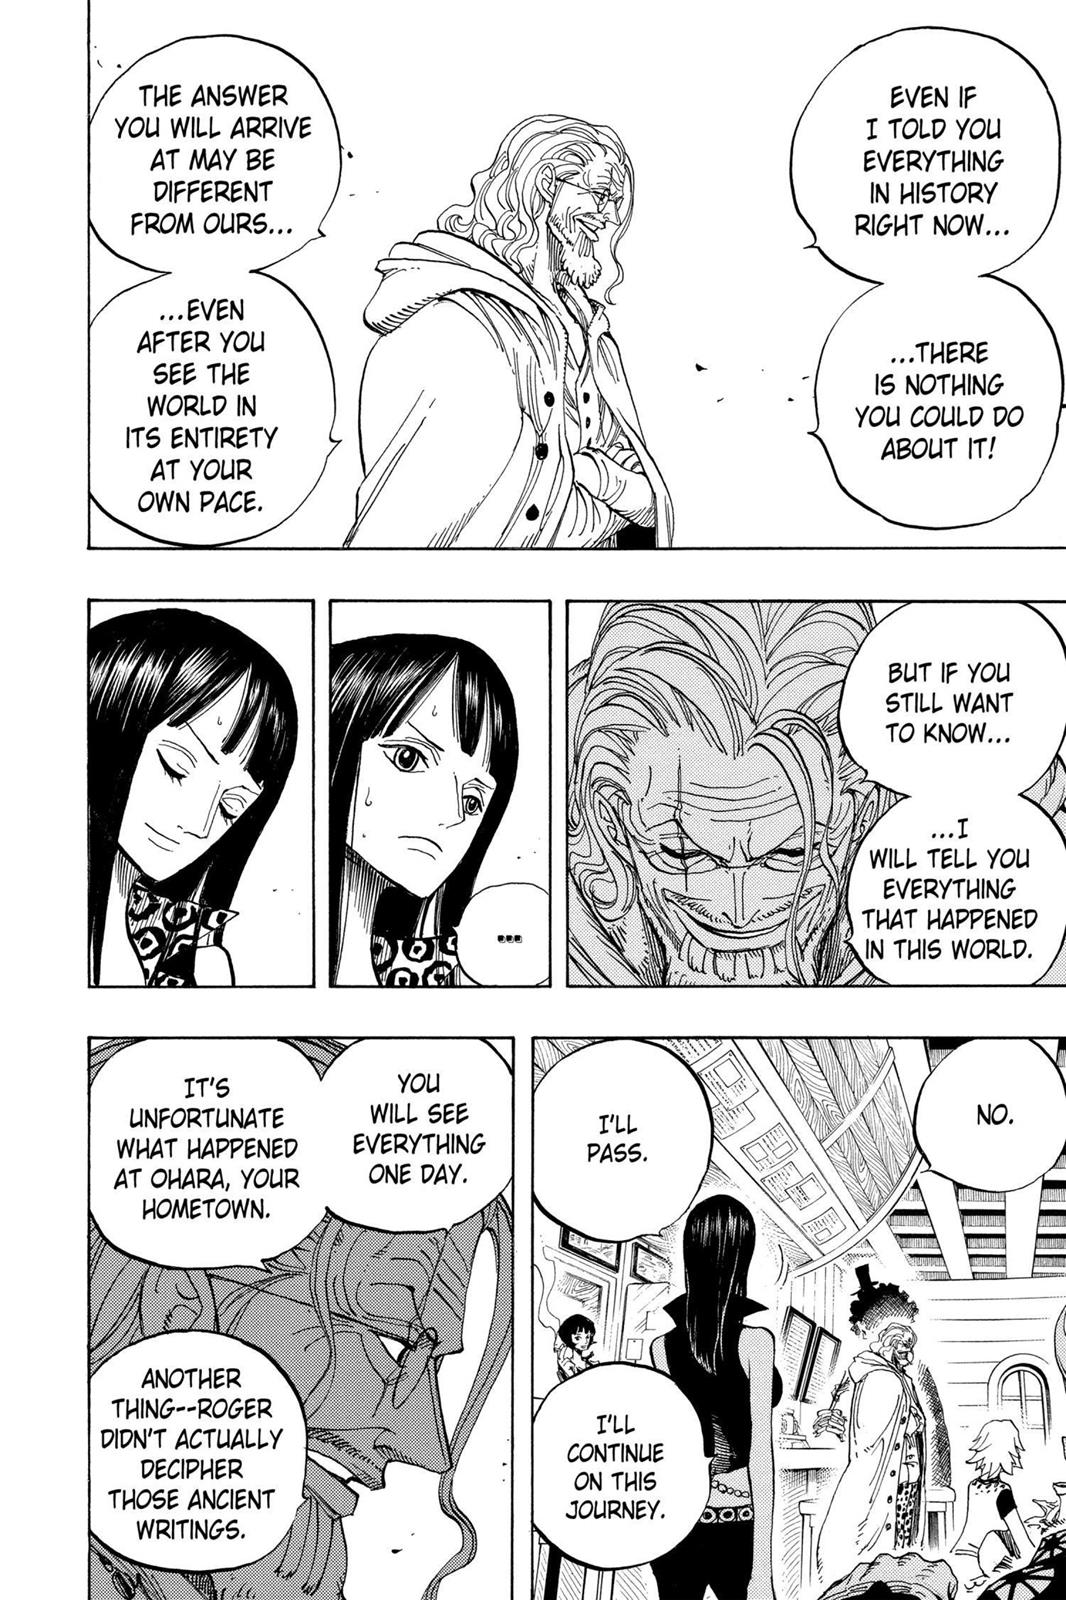 EVEN IF
I TOLD YOU
EVERYTHING
IN HISTORY
RIGHT NOW...
...THERE
IS NOTHING
YOU COULD DO
ABOUT IT!
THE ANSWER
YOU WILL ARRIVE
AT MAY BE
DIFFERENT
FROM OURS...
...EVEN
AFTER YOU
SEE THE
WORLD IN
ITS ENTIRETY
AT YOUR
OWN PACE.
BUT IF YOU
STILL WANT
TO KNOW...
...I
WILL TELL YOU
EVERYTHING
THAT HAPPENED
IN THIS WORLD.
...
NO.
I'LL
PASS.
I'LL
CONTINUE
ON THIS
JOURNEY.
YOU
WILL SEE
EVERYTHING
ONE DAY.
IT'S
UNFORTUNATE
WHAT HAPPENED
AT OHARA, YOUR
HOMETOWN.
ANOTHER
THING--ROGER
DIDN'T ACTUALLY
DECIPHER
THOSE ANCIENT
WRITINGS.